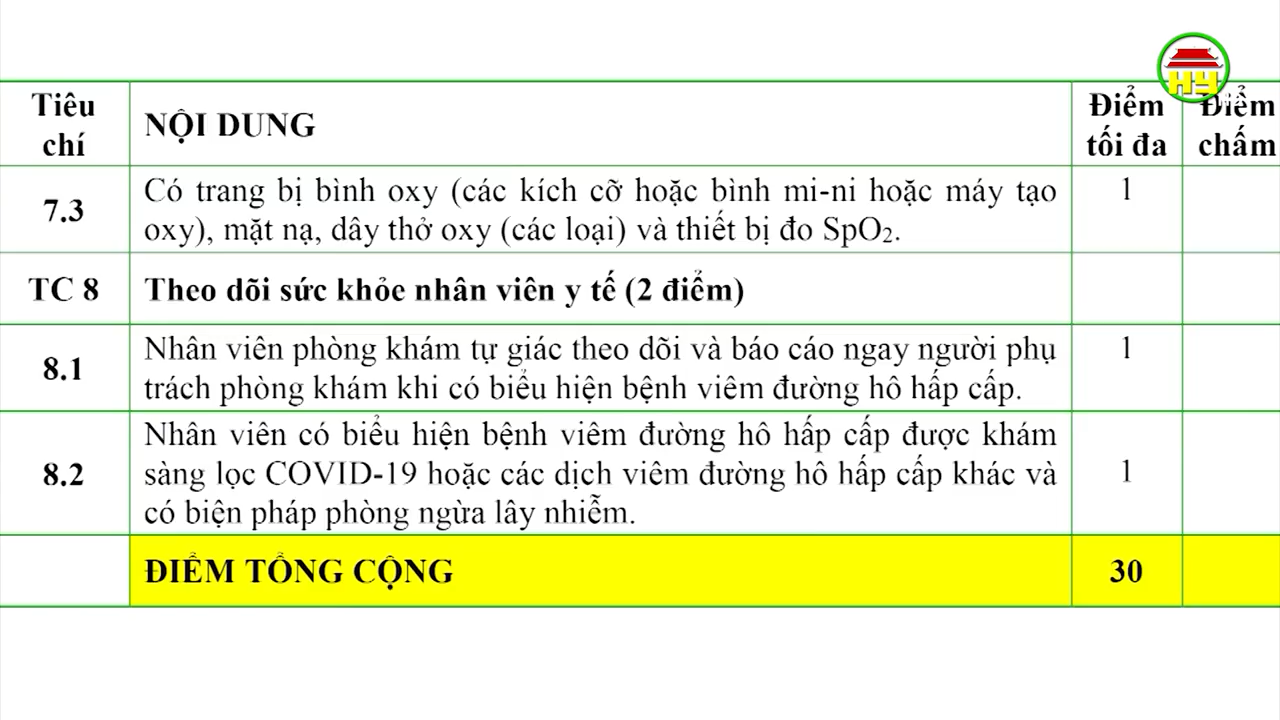 HY
Tiêu chí
NỘI DUNG
Điểm tối đa
Điểm chấm
7.3
Có trang bị bình oxy (các kích cỡ hoặc bình mi-ni hoặc máy tạo
oxy), mặt nạ, dây thở oxy (các loại) và thiết bị đo SpO₂.
1
TC 8
Theo dõi sức khỏe nhân viên y tế (2 điểm)
8.1
Nhân viên phòng khám tự giác theo dõi và báo cáo ngay người phụ
trách phòng khám khi có biểu hiện bệnh viêm đường hô hấp cấp.
1
8.2
Nhân viên có biểu hiện bệnh viêm đường hô hấp cấp được khám
sàng lọc COVID-19 hoặc các dịch viêm đường hô hấp cấp khác và
có biện pháp phòng ngừa lây nhiễm.
1
ĐIỂM TỔNG CỘNG
30